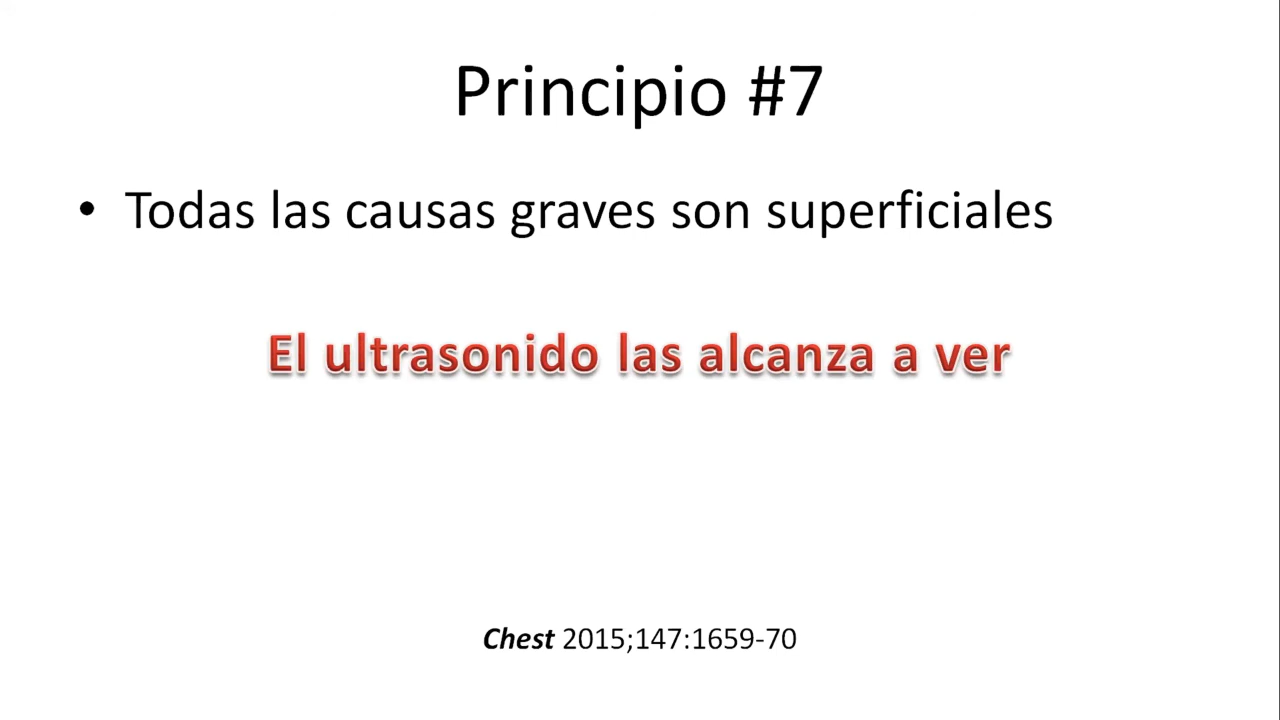 Principio #7
• Todas las causas graves son superficiales
El ultrasonido las alcanza a ver
Chest 2015;147:1659-70